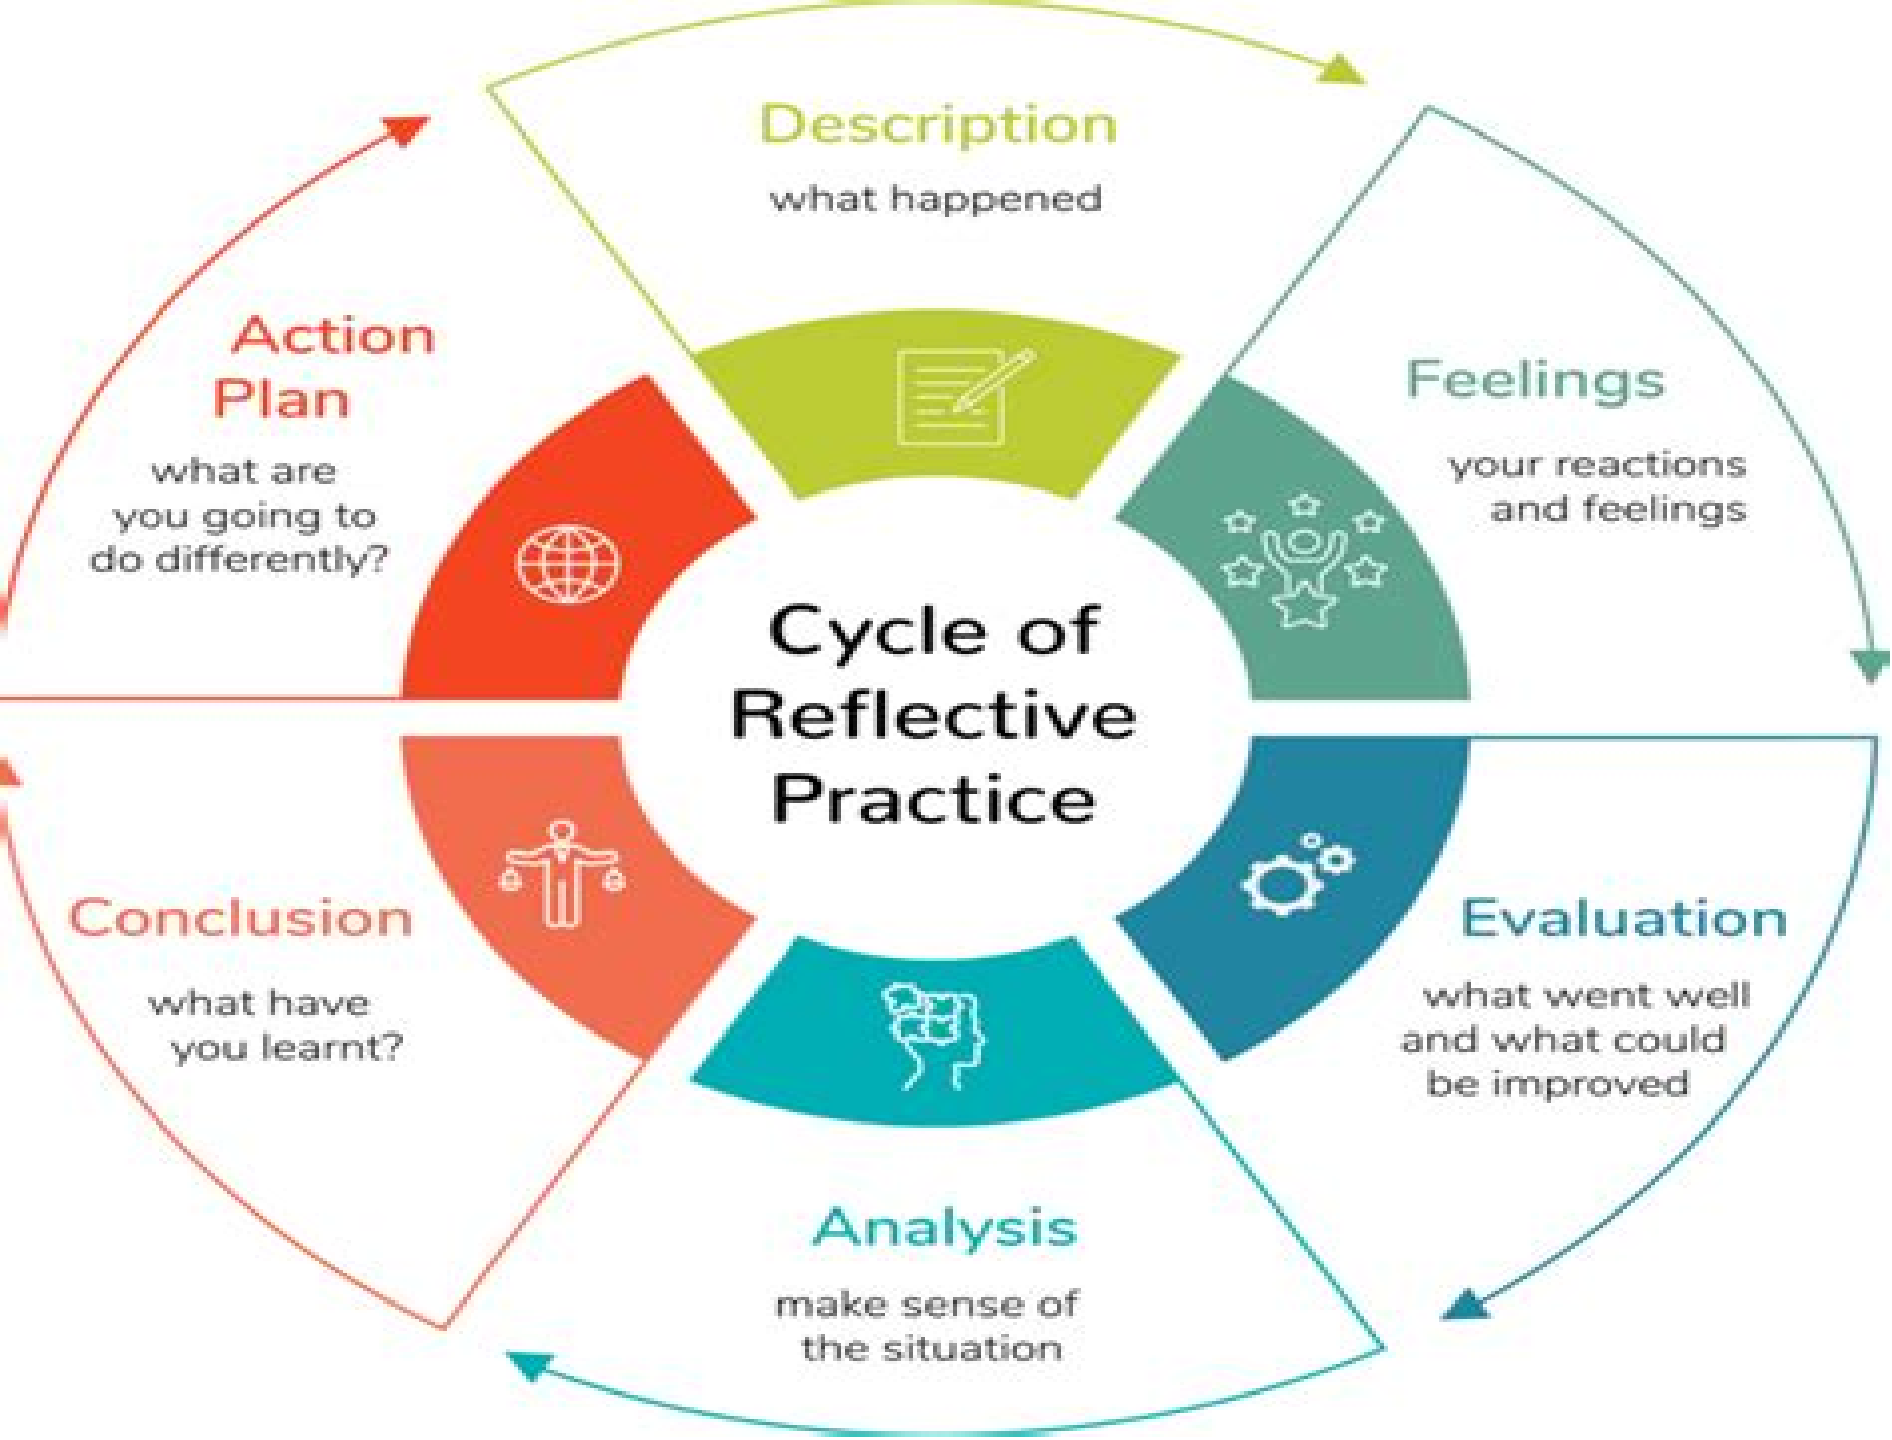 Description
what happened
Feelings
your reactions
and feelings
Evaluation
what went well
and what could
be improved
Analysis
make sense of
the situation
Conclusion
what have
you learnt?
Action
Plan
what are
you going to
do differently?
Cycle of
Reflective
Practice